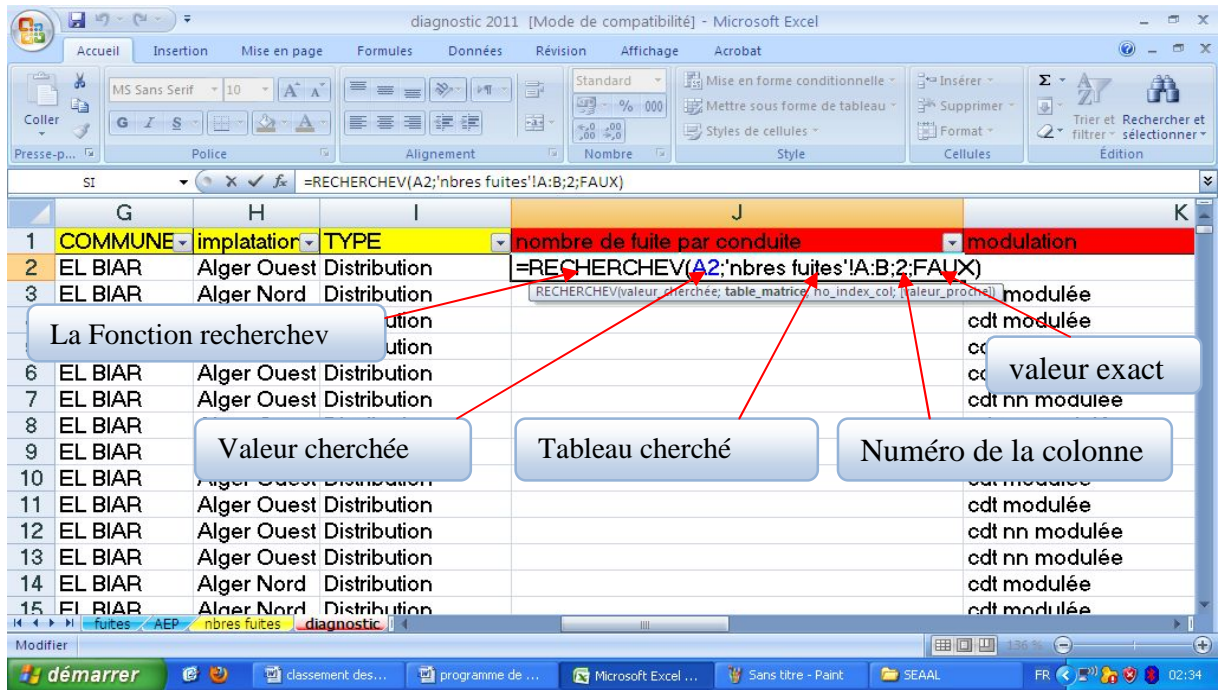 diagnostic 2011 [Mode de compatibilité] - Microsoft Excel
Accueil Insertion Mise en page Formules Données Révision Affichage Acrobat
Coller
MS Sans Serif 10
G I S
Standard
% 000
Mise en forme conditionnelle
Mettre sous forme de tableau
Styles de cellules
Insérer
Supprimer
Format
Σ
Trier et filtrer
Rechercher et sélectionner
Presse-p... Police Alignement Nombre Style Cellules Édition
SI fx =RECHERCHEV(A2;'nbres fuites'!A:B;2;FAUX)
G H I J K
1 COMMUNE implatation TYPE nombre de fuite par conduite modulation
2 EL BIAR Alger Ouest Distribution =RECHERCHEV(A2;'nbres fuites'!A:B;2;FAUX)
RECHERCHEV(valeur_cherchée; table_matrice; no_index_col; [valeur_proche])
3 EL BIAR Alger Nord Distribution modulée
La Fonction recherchev
cdt modulée
valeur exact
6 EL BIAR Alger Ouest Distribution
7 EL BIAR Alger Ouest Distribution cdt nn modulée
8 EL BIAR
Valeur cherchée
Tableau cherché
Numéro de la colonne
9 EL BIAR
10 EL BIAR Alger Ouest Distribution cdt modulée
11 EL BIAR Alger Ouest Distribution cdt modulée
12 EL BIAR Alger Ouest Distribution cdt nn modulée
13 EL BIAR Alger Ouest Distribution cdt nn modulée
14 EL BIAR Alger Nord Distribution cdt modulée
15 EL BIAR Alger Nord Distribution cdt modulée
fuites AEP nbres fuites diagnostic
Modifier 136 %
démarrer classement des... programme de ... Microsoft Excel ... Sans titre - Paint SEAAL FR 02:34